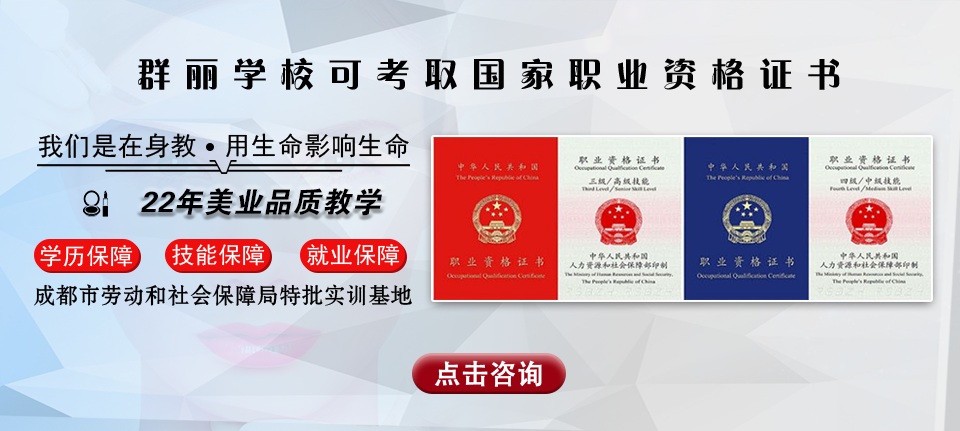 群丽学校可考取国家职业资格证书
我们是在身教•用生命影响生命
22年美业品质教学
学历保障 技能保障 就业保障
成都市劳动和社会保障局特批实训基地
中华人民共和国
The People's Republic of China
职业资格证书
Occupational Qualification Certificate
职业资格证书
Occupational Qualification Certificate
三级/高级技能
Third Level/Senior Skill Level
中华人民共和国
人力资源和社会保障部印制
The Ministry of Human Resources and Social Security,
The People's Republic of China
中华人民共和国
The People's Republic of China
职业资格证书
Occupational Qualification Certificate
职业资格证书
Occupational Qualification Certificate
四级/中级技能
Fourth Level/Medium Skill Level
中华人民共和国
人力资源和社会保障部印制
The Ministry of Human Resources and Social Security,
The People's Republic of China
点击咨询